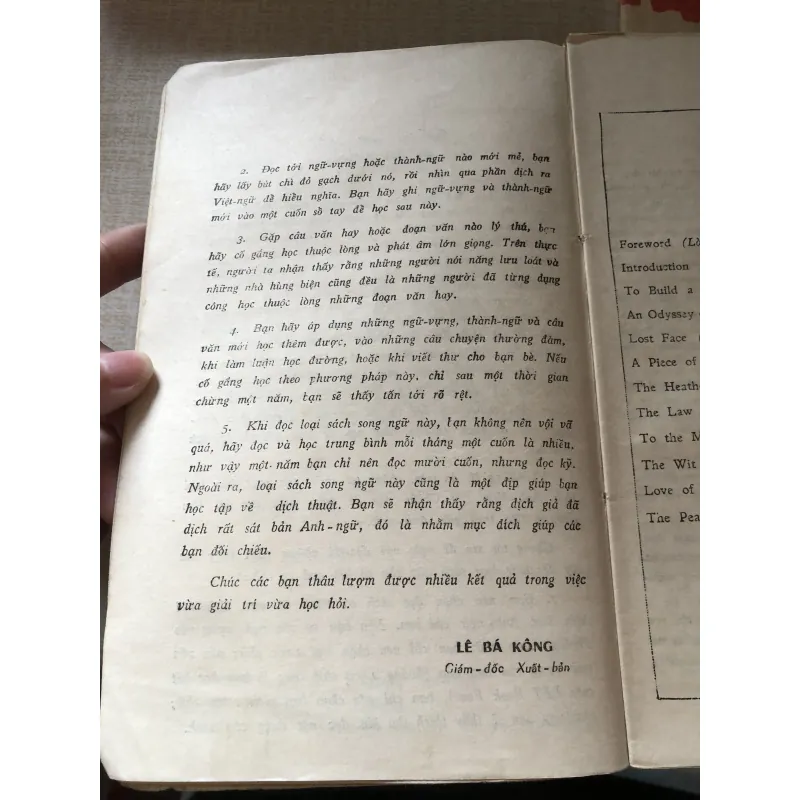 2. Đọc tới ngữ-vựng hoặc thành-ngữ nào mới mẻ, bạn
hãy lấy bút chì đỏ gạch dưới nó, rồi nhìn qua phần dịch ra
Việt-ngữ để hiểu nghĩa. Bạn hãy ghi ngữ-vựng và thành-ngữ
mới vào một cuốn sổ tay để học sau này.
3. Gặp câu văn hay hoặc đoạn văn nào lý thú, bạn
hãy cố gắng học thuộc lòng và phát âm lớn giọng. Trên thực
tế, người ta nhận thấy rằng những người nói năng lưu loát và
những nhà hùng biện cũng đều là những người đã từng dụng
công học thuộc lòng những đoạn văn hay.
4. Bạn hãy áp dụng những ngữ-vựng, thành-ngữ và câu
văn mới học thêm được, vào những câu chuyện thường đàm,
khi làm luận học đường, hoặc khi viết thư cho bạn bè. Nếu
cố gắng học theo phương pháp này, chỉ sau một thời gian
chừng một năm, bạn sẽ thấy tấn tới rõ rệt.
5. Khi đọc loại sách song ngữ này, bạn không nên vội vã
quá, hãy đọc và học trung bình mỗi tháng một cuốn là nhiều,
như vậy một năm bạn chỉ nên đọc mười cuốn, nhưng đọc kỹ.
Ngoài ra, loại sách song ngữ này cũng là một dịp giúp bạn
học tập về dịch thuật. Bạn sẽ nhận thấy rằng dịch giả đã
dịch rất sát bản Anh-ngữ, đó là nhằm mục đích giúp các
bạn đối chiếu.
Chúc các bạn thâu lượm được nhiều kết quả trong việc
vừa giải trí vừa học hỏi.
LÊ BÁ KÔNG
Giám-đốc Xuất-bản
Foreword (Lờ
Introduction
To Build a
An Odyssey
Lost Face
A Piece of
The Heath
The Law
To the M
The Wit
Love of
The Pea